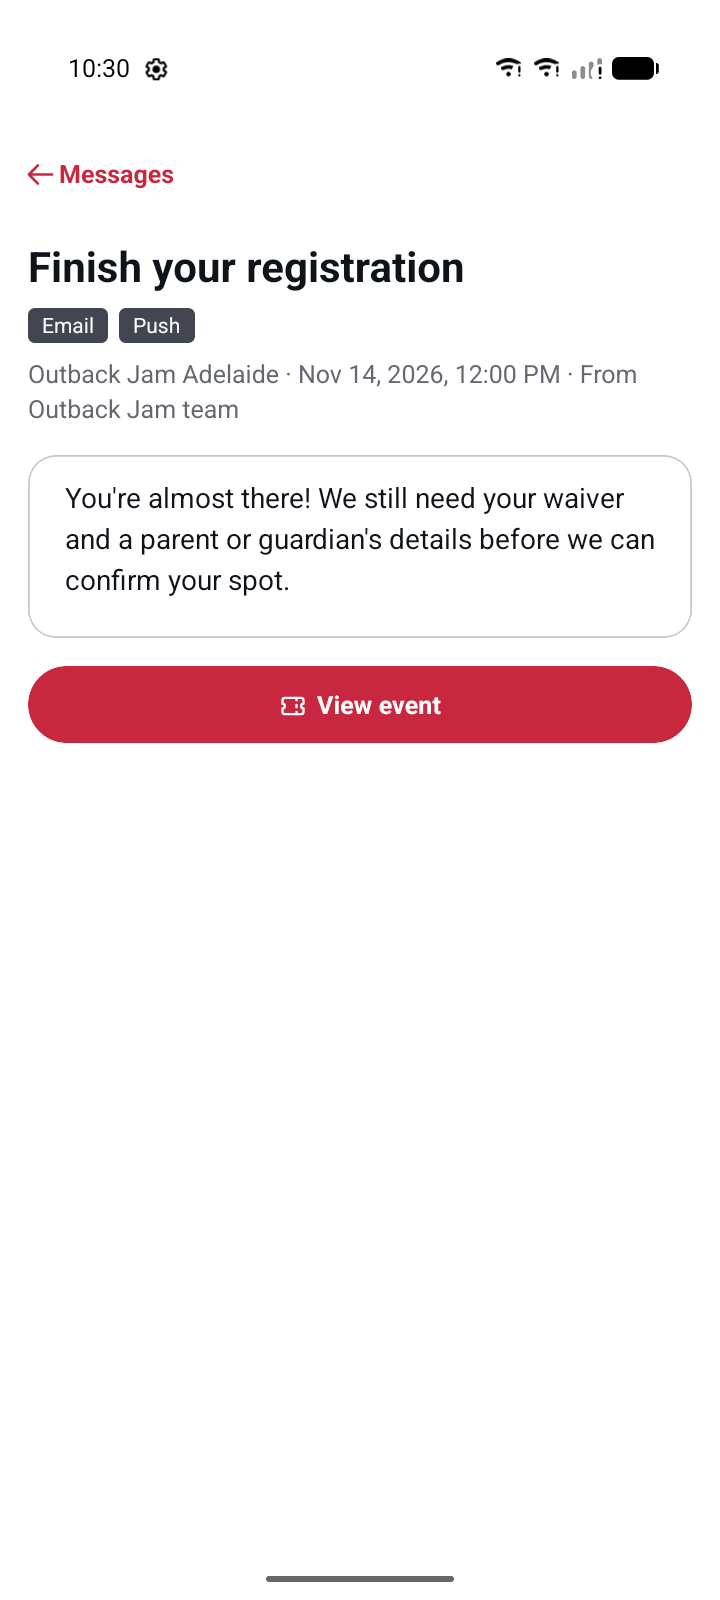 10:30
Messages
Finish your registration
Email Push
Outback Jam Adelaide · Nov 14, 2026, 12:00 PM · From
Outback Jam team
You're almost there! We still need your waiver
and a parent or guardian's details before we can
confirm your spot.
View event